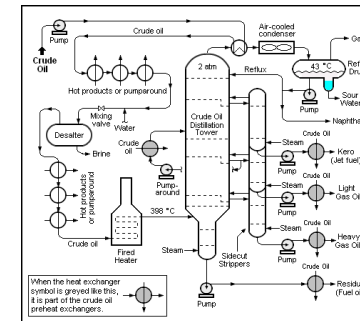 Crude oil
Air-cooled
condenser
Pump
Crude
Oil
2 atm
43 °C
Reflux
Hot products or pumparound
Pump
Sour
Water
Mixing
valve
Water
Naphtha
Desalter
Crude
oil
Crude Oil
Distillation
Tower
Brine
Steam
Crude Oil
Kero
(Jet fuel)
Pump
Pump-
around
Steam
Crude Oil
Light
Gas Oil
Pump
Hot products
or pumparound
398 °C
Steam
Crude Oil
Heavy
Gas Oil
Pump
Crude oil
Fired
Heater
Steam
Sidecut
Strippers
Crude Oil
Pump
When the heat exchanger
symbol is greyed like this,
it is part of the crude oil
preheat exchangers.